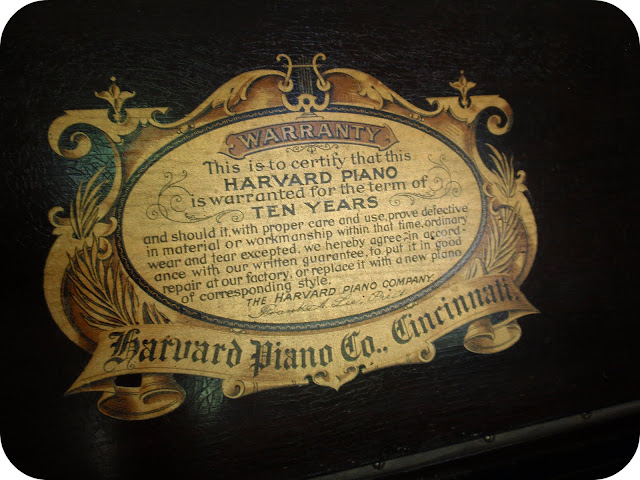 WARRANTY
This is to certify that this
HARVARD PIANO
is warranted for the term of
TEN YEARS
and should it, with proper care and use, prove defective
in material or workmanship within that time, ordinary
wear and tear excepted, we hereby agree, in accord-
ance with our written guarantee, to put it in good
repair at our factory, or replace it with a new piano
of corresponding style.
THE HARVARD PIANO COMPANY.
Harvard Piano Co., Cincinnati.